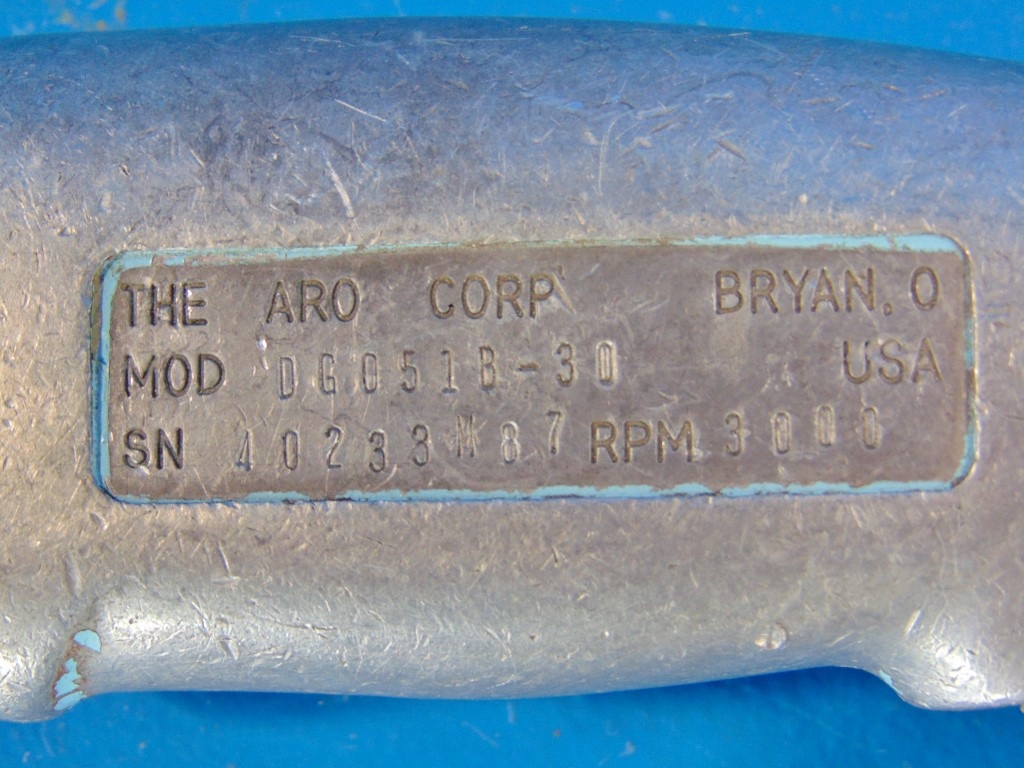 THE ARO CORP BRYAN, O
MOD DG051B-30 USA
SN 40233M87 RPM 3000